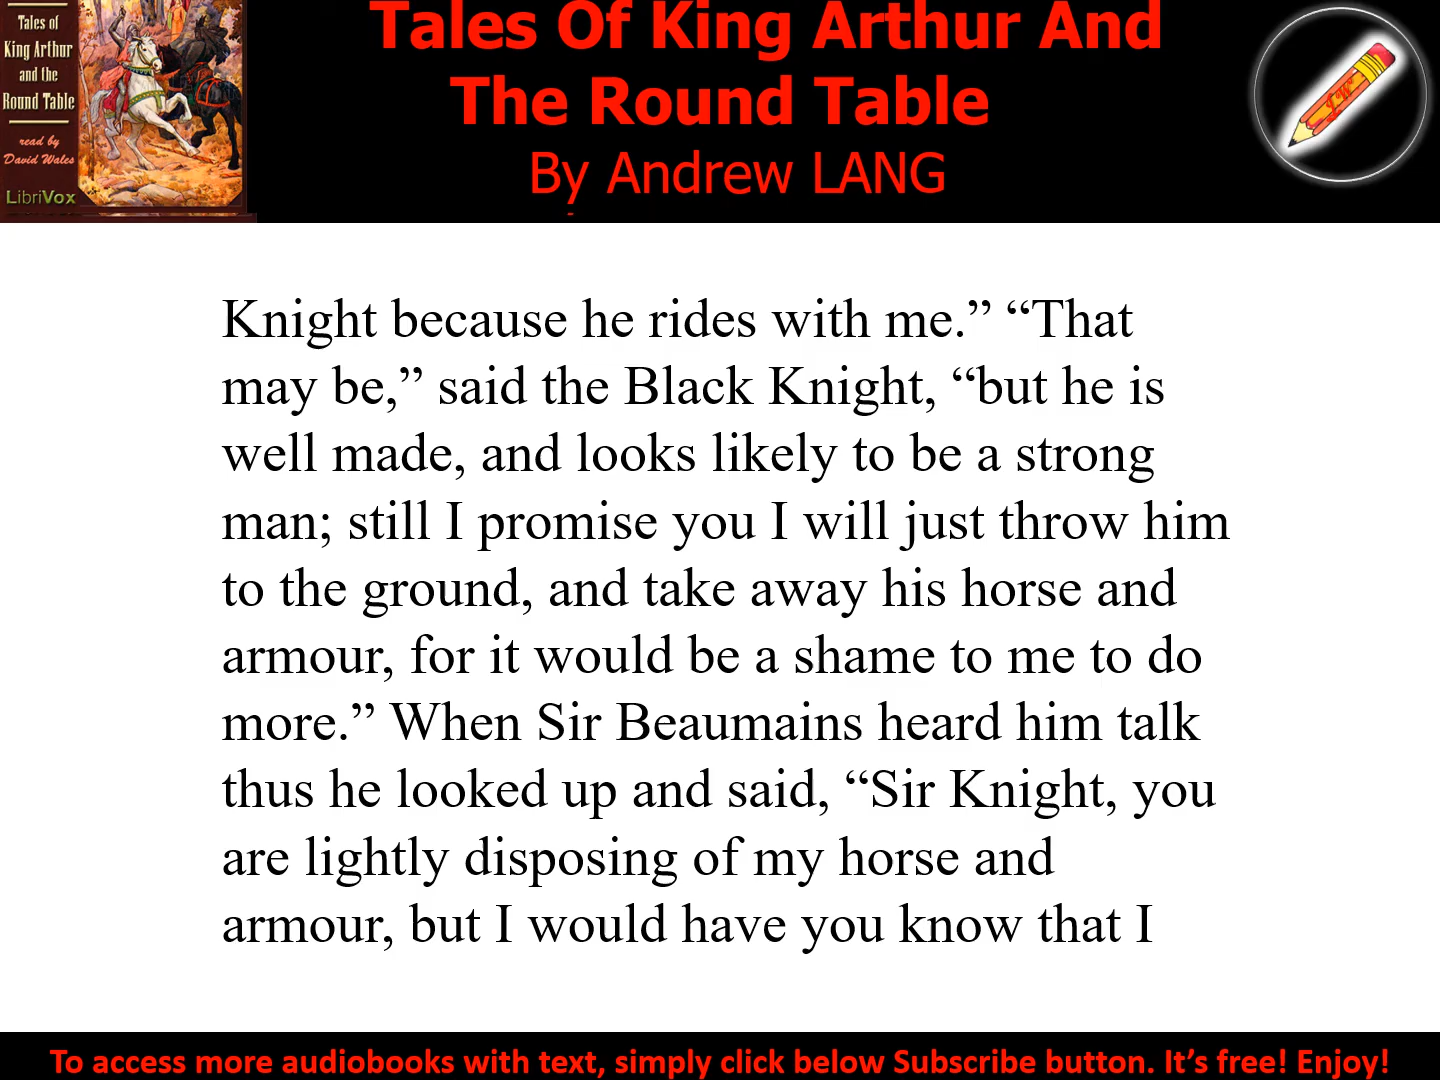 Tales of
King Arthur
and the
Round Table
read by
David Wales
LibriVox
Tales Of King Arthur And
The Round Table
By Andrew LANG
Knight because he rides with me.” “That
may be,” said the Black Knight, “but he is
well made, and looks likely to be a strong
man; still I promise you I will just throw him
to the ground, and take away his horse and
armour, for it would be a shame to me to do
more.” When Sir Beaumains heard him talk
thus he looked up and said, “Sir Knight, you
are lightly disposing of my horse and
armour, but I would have you know that I
To access more audiobooks with text, simply click below Subscribe button. It’s free! Enjoy!